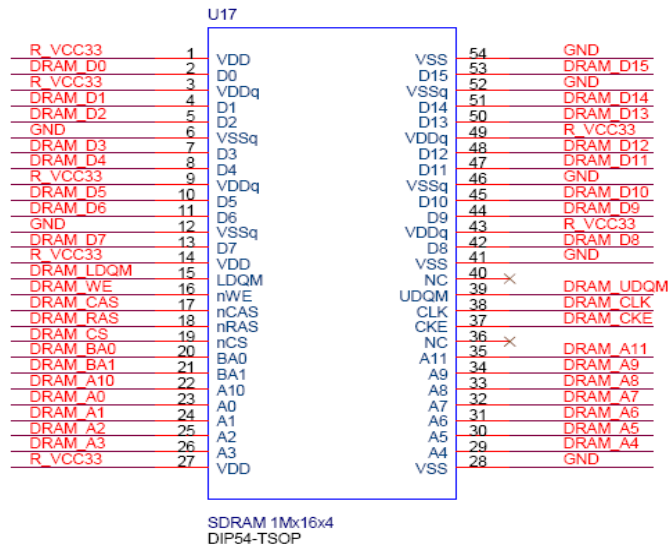 U17
R_VCC33 1 VDD VSS 54 GND
DRAM_D0 2 D0 D15 53 DRAM_D15
R_VCC33 3 VDDq VSSq 52 GND
DRAM_D1 4 D1 D14 51 DRAM_D14
DRAM_D2 5 D2 D13 50 DRAM_D13
GND 6 VSSq VDDq 49 R_VCC33
DRAM_D3 7 D3 D12 48 DRAM_D12
DRAM_D4 8 D4 D11 47 DRAM_D11
R_VCC33 9 VDDq VSSq 46 GND
DRAM_D5 10 D5 D10 45 DRAM_D10
DRAM_D6 11 D6 D9 44 DRAM_D9
GND 12 VSSq VDDq 43 R_VCC33
DRAM_D7 13 D7 D8 42 DRAM_D8
R_VCC33 14 VDD VSS 41 GND
DRAM_LDQM 15 LDQM NC 40
DRAM_WE 16 nWE UDQM 39 DRAM_UDQM
DRAM_CAS 17 nCAS CLK 38 DRAM_CLK
DRAM_RAS 18 nRAS CKE 37 DRAM_CKE
DRAM_CS 19 nCS NC 36
DRAM_BA0 20 BA0 A11 35 DRAM_A11
DRAM_BA1 21 BA1 A9 34 DRAM_A9
DRAM_A10 22 A10 A8 33 DRAM_A8
DRAM_A0 23 A0 A7 32 DRAM_A7
DRAM_A1 24 A1 A6 31 DRAM_A6
DRAM_A2 25 A2 A5 30 DRAM_A5
DRAM_A3 26 A3 A4 29 DRAM_A4
R_VCC33 27 VDD VSS 28 GND
SDRAM 1Mx16x4
DIP54-TSOP